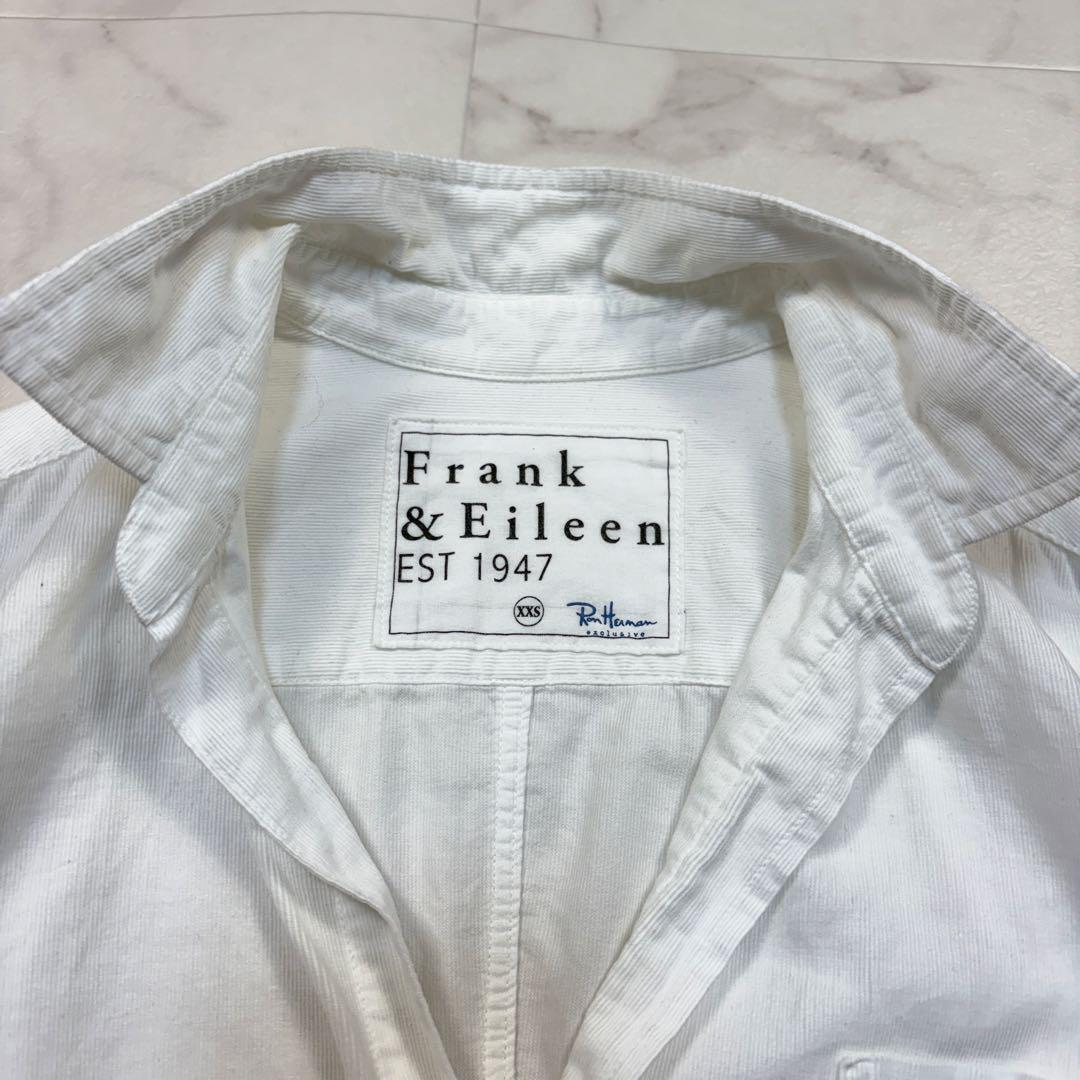 Frank
& Eileen
EST 1947
XXS
Ron Herman
exclusive